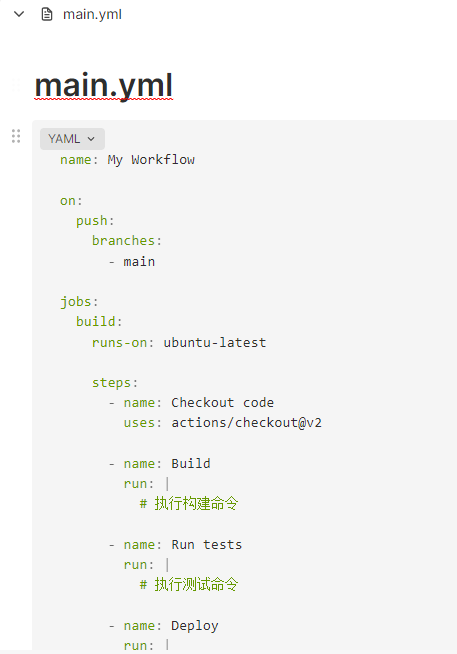 main.yml
main.yml
YAML
name: My Workflow
on:
push:
branches:
- main
jobs:
build:
runs-on: ubuntu-latest
steps:
- name: Checkout code
uses: actions/checkout@v2
- name: Build
run: |
# 执行构建命令
- name: Run tests
run: |
# 执行测试命令
- name: Deploy
run: |